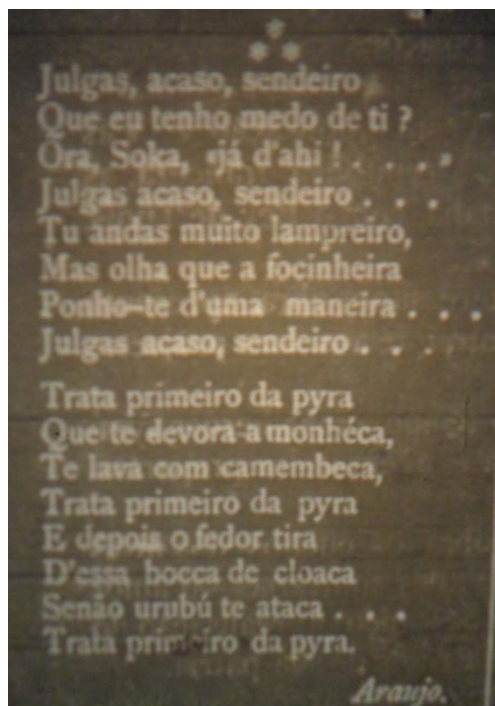 Julgas, acaso, sendeiro
Que eu tenho medo de ti ?
Ora, Soka, «já d'ahi ! . . . .»
Julgas acaso, sendeiro . . .
Tu andas muito lampreiro,
Mas olha que a focinheira
Ponho-te d'uma maneira . . . .
Julgas acaso, sendeiro . . .
Trata primeiro da pyra
Que te devora a monhéca,
Te lava com camembeca,
Trata primeiro da pyra
E depois o fedor tira
D'essa bocca de cloaca
Senão urubú te ataca . . .
Trata primeiro da pyra.
Araujo.